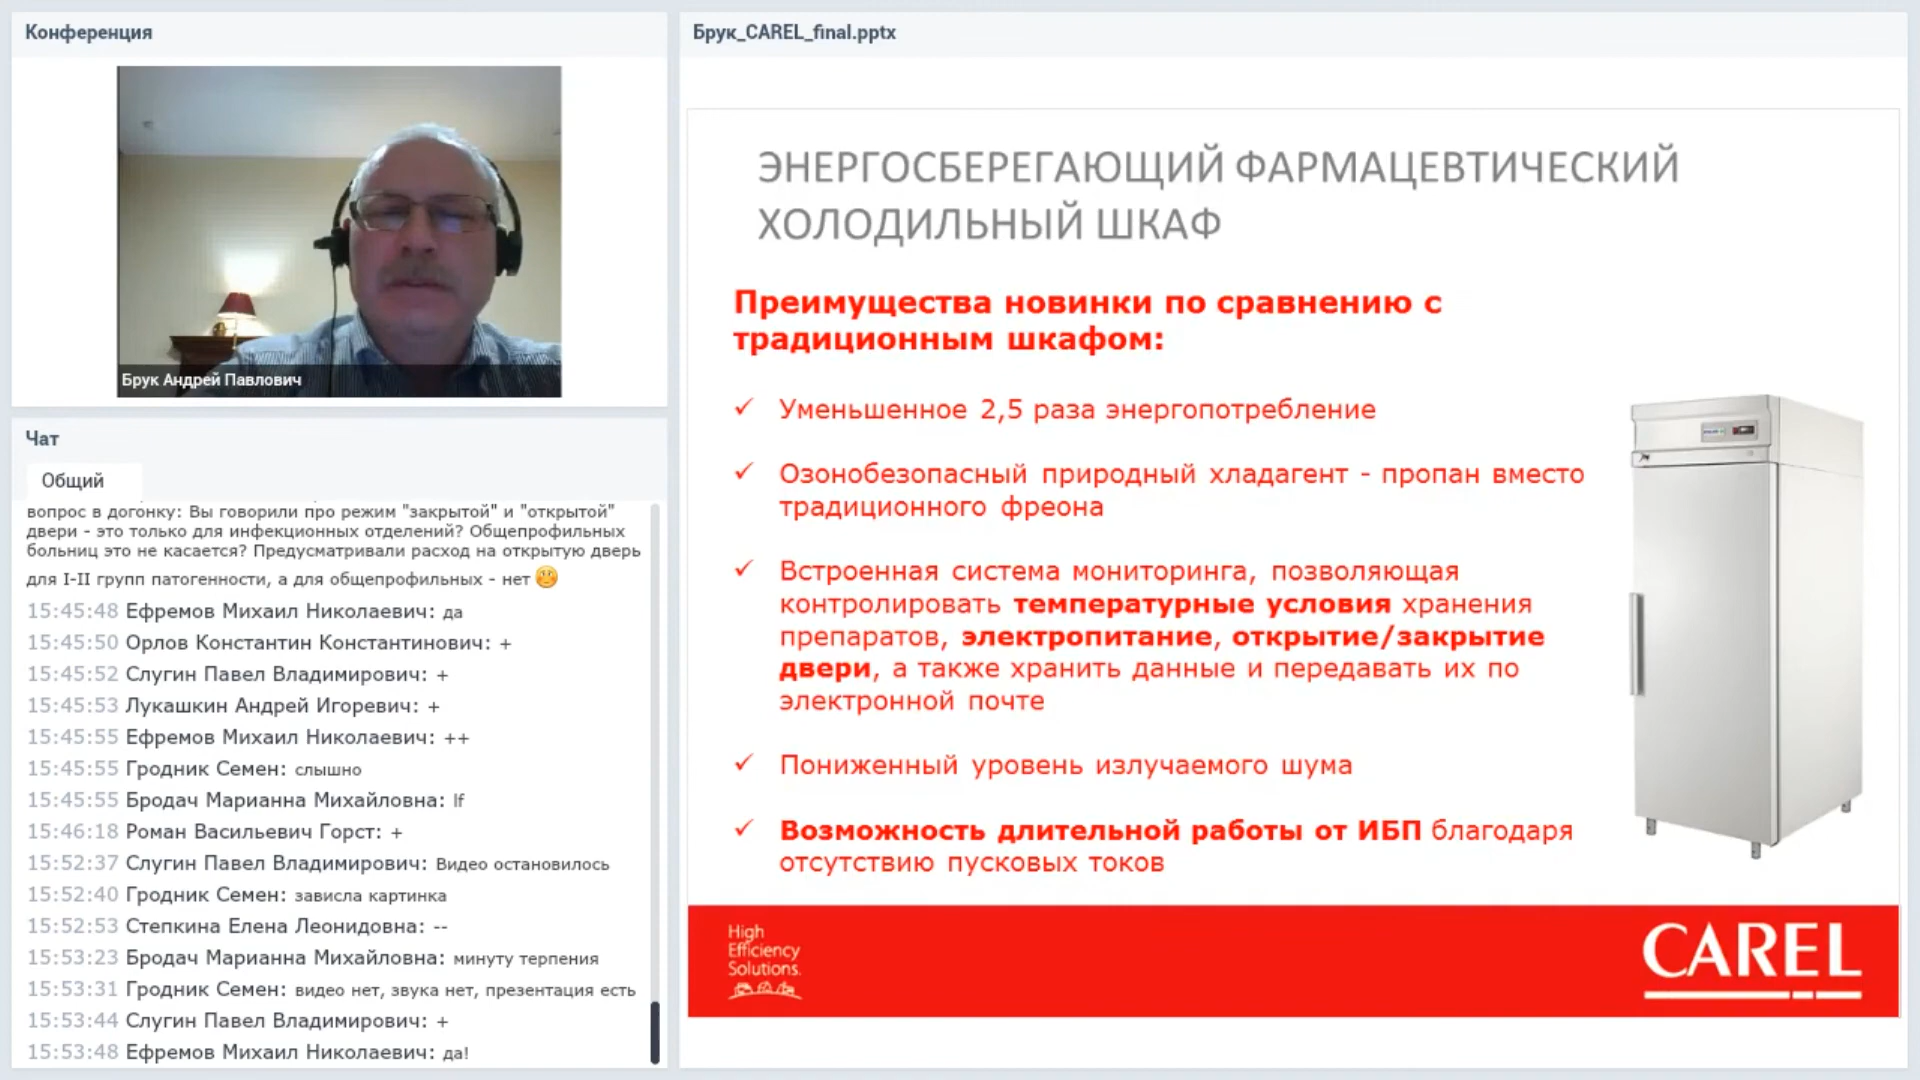 Конференция
Брук Андрей Павлович
Чат
Общий
вопрос в догонку: Вы говорили про режим "закрытой" и "открытой"
двери - это только для инфекционных отделений? Общепрофильных
больниц это не касается? Предусматривали расход на открытую дверь
для I-II групп патогенности, а для общепрофильных - нет
15:45:48 Ефремов Михаил Николаевич: да
15:45:50 Орлов Константин Константинович: +
15:45:52 Слугин Павел Владимирович: +
15:45:53 Лукашкин Андрей Игоревич: +
15:45:55 Ефремов Михаил Николаевич: ++
15:45:55 Гродник Семен: слышно
15:45:55 Бродач Марианна Михайловна: lf
15:46:18 Роман Васильевич Горст: +
15:52:37 Слугин Павел Владимирович: Видео остановилось
15:52:40 Гродник Семен: зависла картинка
15:52:53 Степкина Елена Леонидовна: --
15:53:23 Бродач Марианна Михайловна: минуту терпения
15:53:31 Гродник Семен: видео нет, звука нет, презентация есть
15:53:44 Слугин Павел Владимирович: +
15:53:48 Ефремов Михаил Николаевич: да!
Брук_CAREL_final.pptx
ЭНЕРГОСБЕРЕГАЮЩИЙ ФАРМАЦЕВТИЧЕСКИЙ
ХОЛОДИЛЬНЫЙ ШКАФ
Преимущества новинки по сравнению с
традиционным шкафом:
✓ Уменьшенное 2,5 раза энергопотребление
✓ Озонобезопасный природный хладагент - пропан вместо
традиционного фреона
✓ Встроенная система мониторинга, позволяющая
контролировать температурные условия хранения
препаратов, электропитание, открытие/закрытие
двери, а также хранить данные и передавать их по
электронной почте
✓ Пониженный уровень излучаемого шума
✓ Возможность длительной работы от ИБП благодаря
отсутствию пусковых токов
High
Efficiency
Solutions.
CAREL